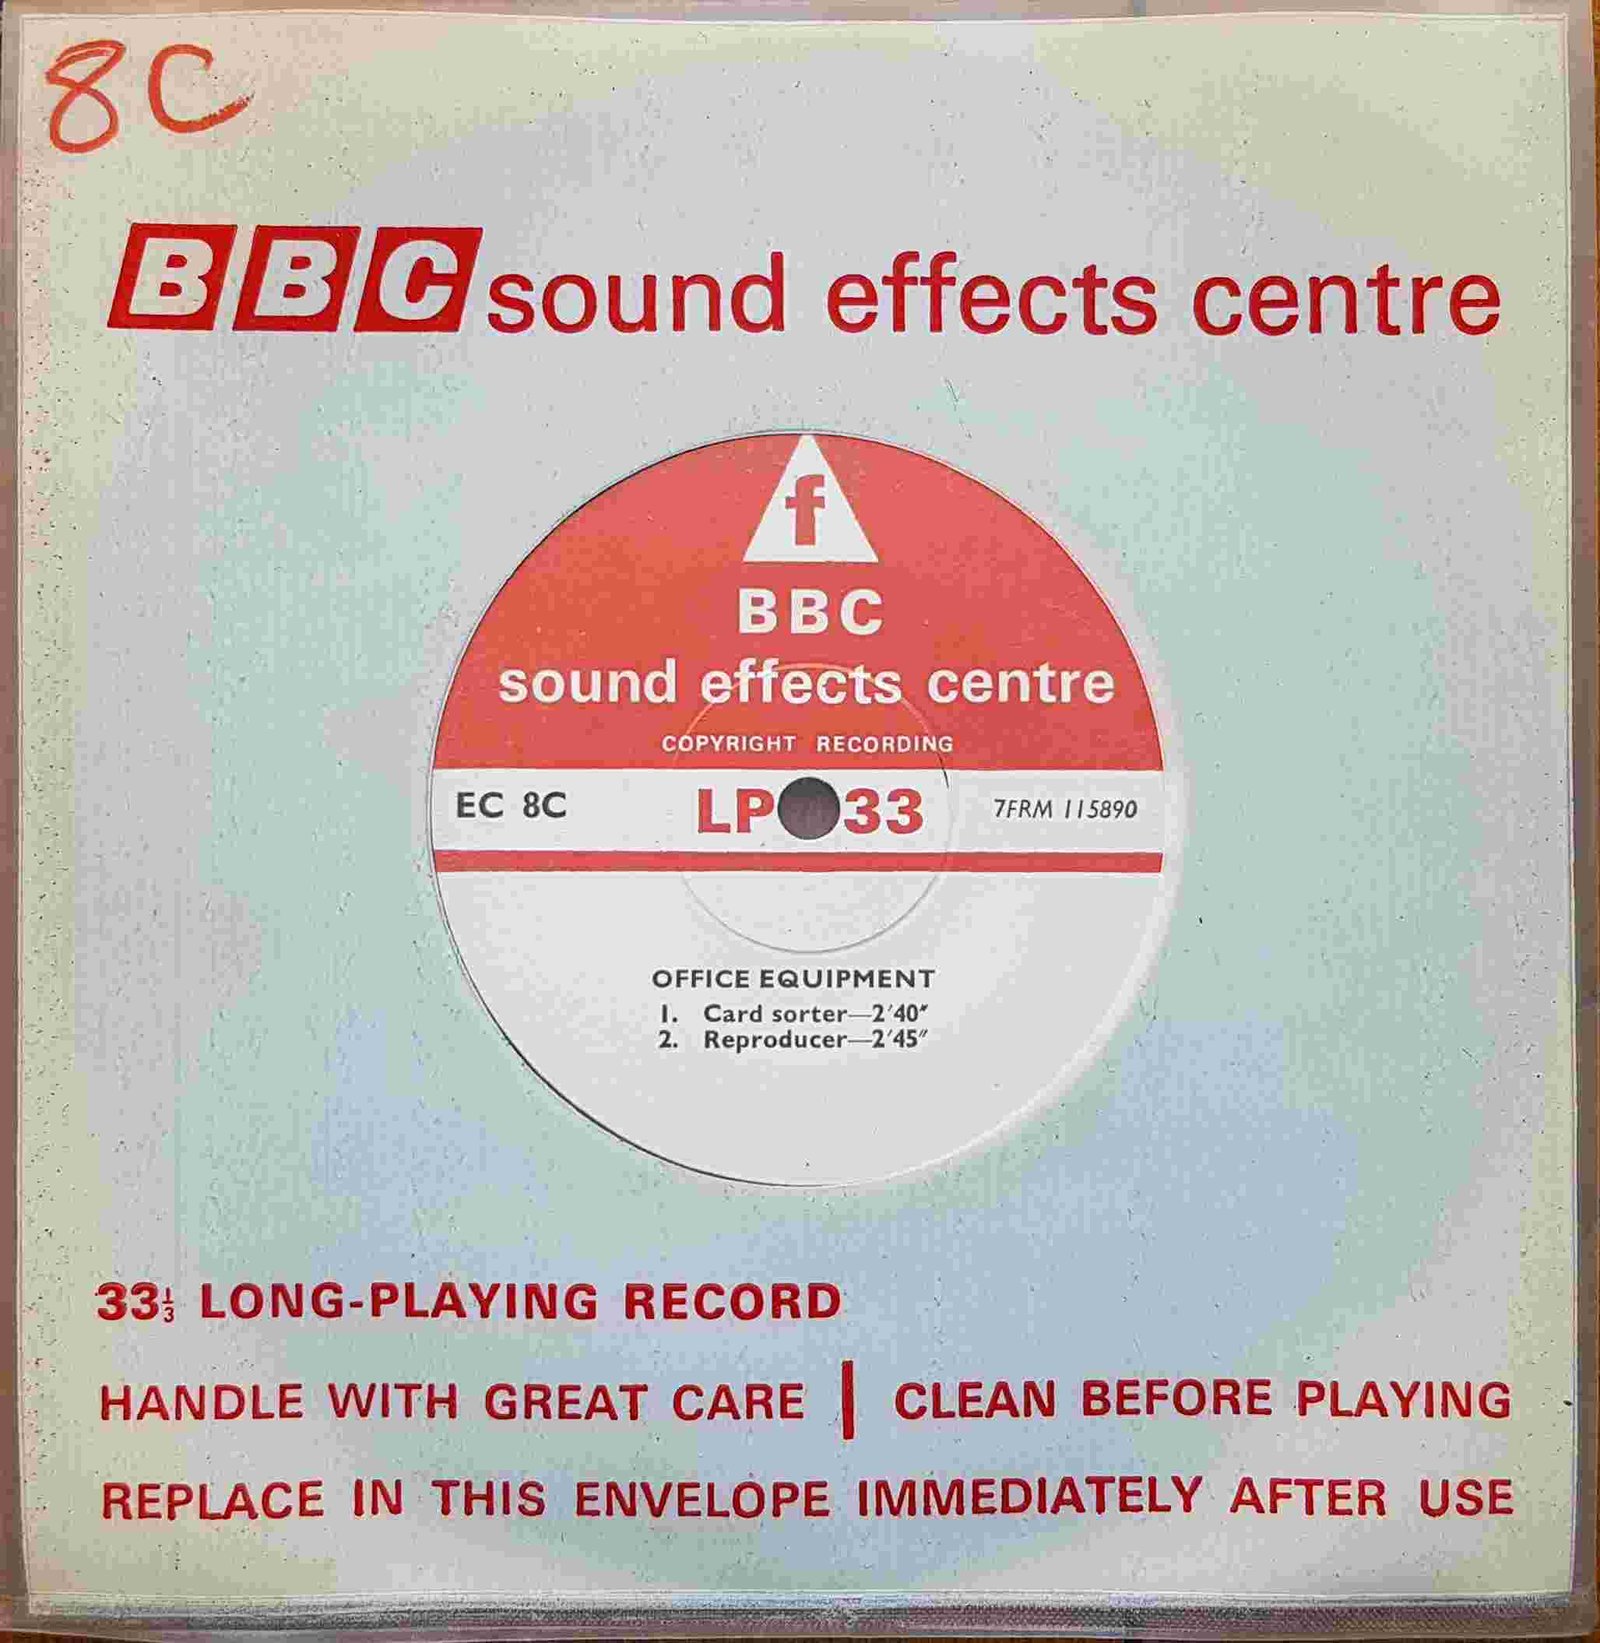 8C
BBC sound effects centre
f
BBC
sound effects centre
COPYRIGHT RECORDING
EC 8C LP 33 7FRM 115890
OFFICE EQUIPMENT
1. Card sorter—2′40″
2. Reproducer—2′45″
33⅓ LONG-PLAYING RECORD
HANDLE WITH GREAT CARE | CLEAN BEFORE PLAYING
REPLACE IN THIS ENVELOPE IMMEDIATELY AFTER USE